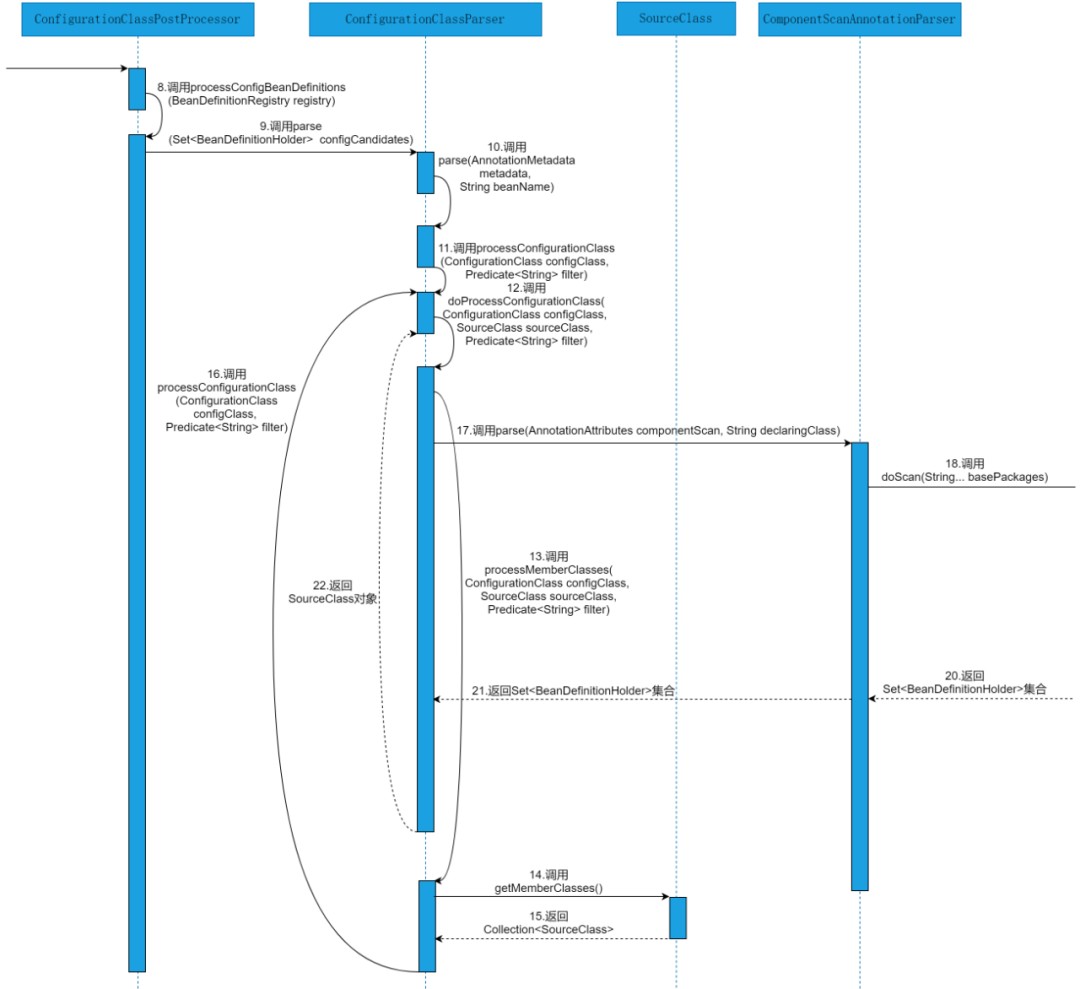 ConfigurationClassPostProcessor
ConfigurationClassParser
SourceClass
ComponentScanAnnotationParser
8.调用processConfigBeanDefinitions
(BeanDefinitionRegistry registry)
9.调用parse
(Set<BeanDefinitionHolder> configCandidates)
10.调用
parse(AnnotationMetadata
metadata,
String beanName)
11.调用processConfigurationClass
(ConfigurationClass configClass,
Predicate<String> filter)
12.调用
doProcessConfigurationClass(
ConfigurationClass configClass,
SourceClass sourceClass,
Predicate<String> filter)
16.调用
processConfigurationClass
(ConfigurationClass
configClass,
Predicate<String> filter)
17.调用parse(AnnotationAttributes componentScan, String declaringClass)
18.调用
doScan(String... basePackages)
13.调用
processMemberClasses(
ConfigurationClass configClass,
SourceClass sourceClass,
Predicate<String> filter)
22.返回
SourceClass对象
20.返回
Set<BeanDefinitionHolder>集合
21.返回Set<BeanDefinitionHolder>集合
14.调用
getMemberClasses()
15.返回
Collection<SourceClass>